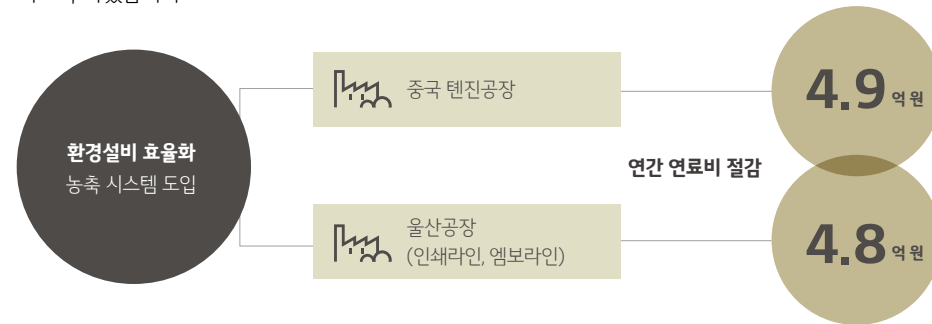 환경설비 효율화
농축 시스템 도입
중국 톈진공장
4.9억 원
연간 연료비 절감
울산공장
(인쇄라인, 엠보라인)
4.8억 원